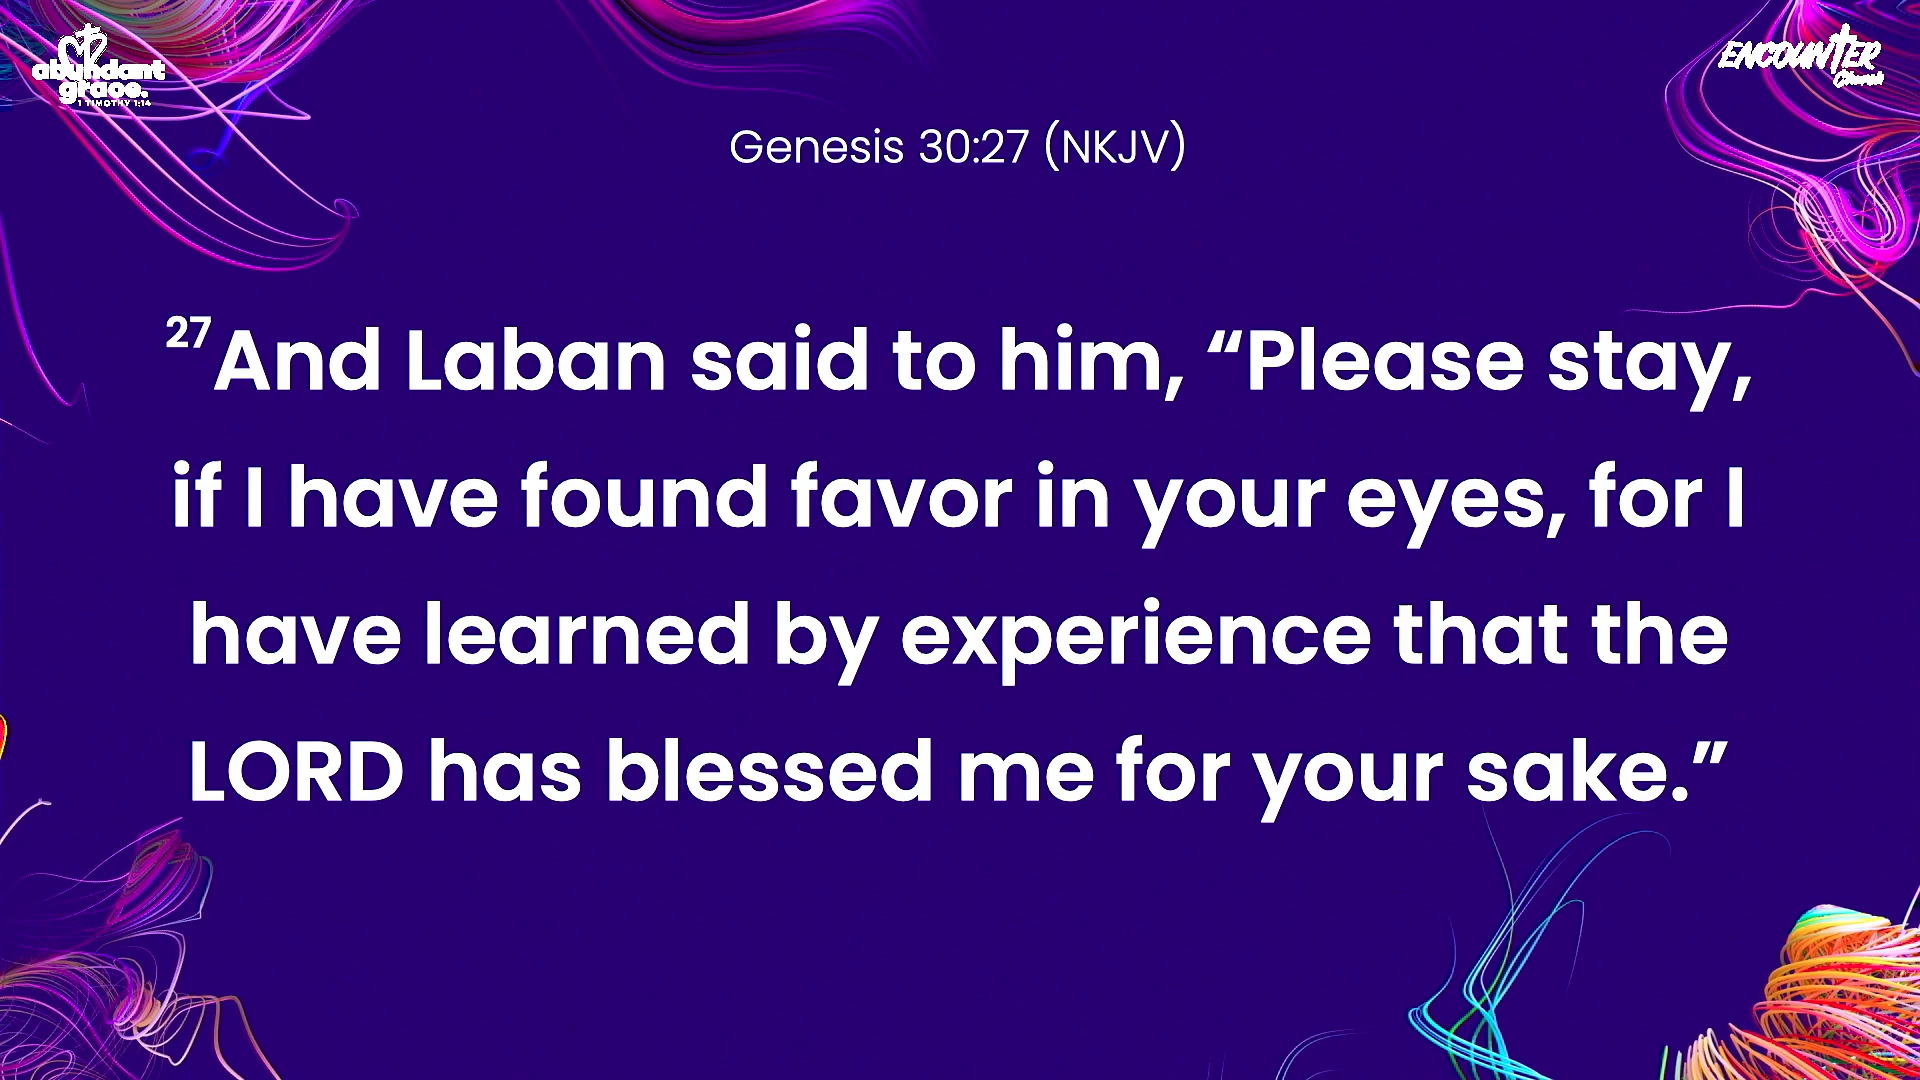 abundant
grace.
1 TIMOTHY 1:14
ENCOUNTER
Church
Genesis 30:27 (NKJV)
27And Laban said to him, “Please stay,
if I have found favor in your eyes, for I
have learned by experience that the
LORD has blessed me for your sake.”